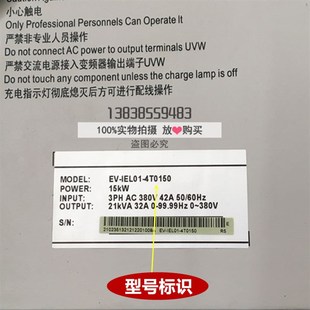 小心触电
Only Professional Personnels Can Operate It
严禁非专业人员操作
Do not connect AC power to output terminals UVW
严禁交流电源接入变频器输出端子UVW
Do not touch any component unless the charge lamp is off
充电指示灯彻底熄灭后方可进行配线操作
13838559483
100%实物拍摄 放❤购买
盗图必究
MODEL: EV-IEL01-4T0150
POWER: 15kW
INPUT: 3PH AC 380V 42A 50/60Hz
OUTPUT: 21kVA 32A 0-99.99Hz 0~380V
S/N:
EV-IEL01-4T0150
型号标识